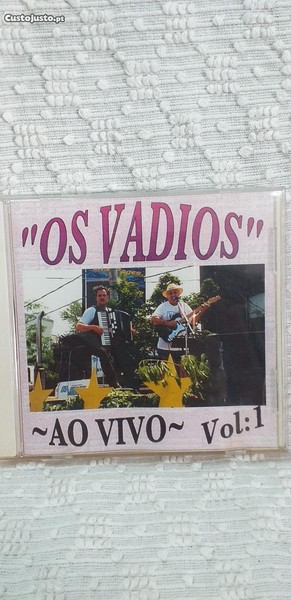 CustoJusto.pt
"OS VADIOS"
~AO VIVO~ Vol:1